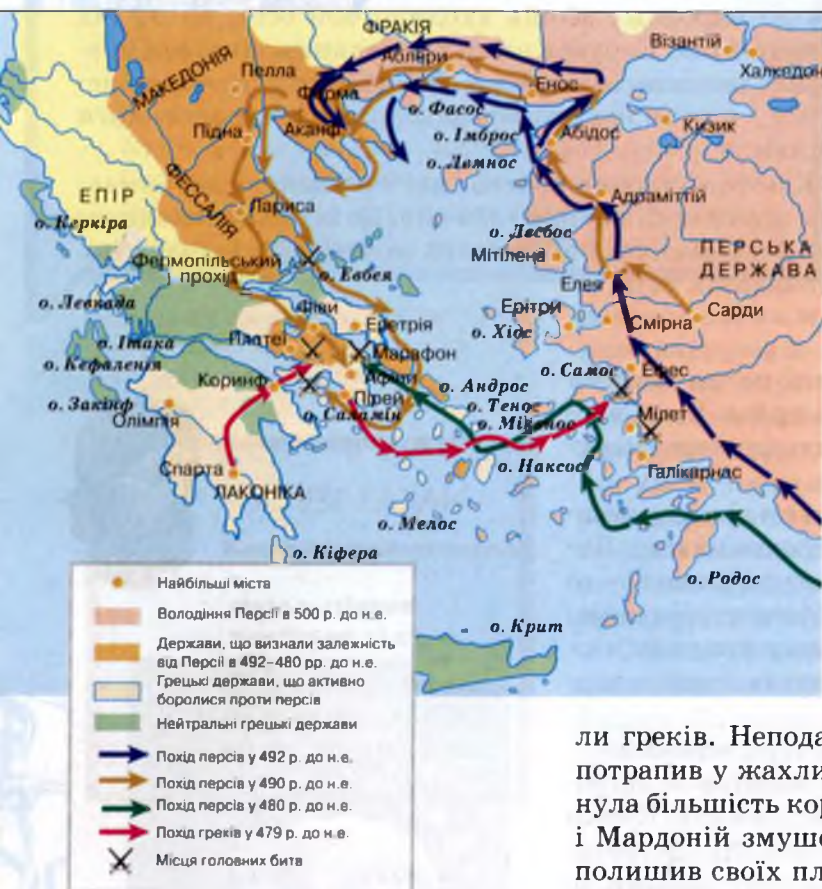 ФРАКІЯ
Візантій
Халкедон
МАКЕДОНІЯ
Пелла
Абдери
Енос
Фірма
о. Фасос
Підна
Аканф
о. Імброс
Абідос
Кизик
о. Лемнос
ЕПІР
ФЕССАЛІЯ
Лариса
Адраміттій
о. Керкіра
о. Лесбос
Мітілена
ПЕРСЬКА
ДЕРЖАВА
Фермопільський
прохід
о. Евбея
Елея
о. Левкада
Фіви
Еретрія
Ерітри
Сарди
Смірна
о. Ітака
Платеї
Марафон
о. Хіос
о. Кефаленія
Коринф
Афіни
о. Андрос
о. Самос
Ефес
о. Закінф
Олімпія
Пірей
о. Саламін
о. Тенос
о. Міконос
Мілет
Спарта
о. Наксос
Галікарнас
ЛАКОНІКА
о. Мелос
о. Кіфера
о. Родос
о. Крит
Найбільші міста
Володіння Персії в 500 р. до н.е.
Держави, що визнали залежність
від Персії в 492–480 рр. до н.е.
Грецькі держави, що активно
боролися проти персів
Нейтральні грецькі держави
Похід персів у 492 р. до н.е.
Похід персів у 490 р. до н.е.
Похід персів у 480 р. до н.е.
Похід греків у 479 р. до н.е.
Місця головних битв
ли греків. Непода
потрапив у жахли
нула більшість кор
і Мардоній змуше
полишив своїх пл